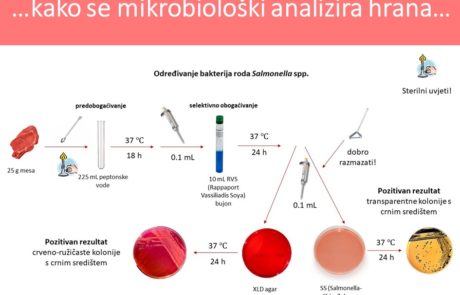 ...kako se mikrobiološki analizira hrana...
Određivanje bakterija roda Salmonella spp.
Sterilni uvjeti!
predobogaćivanje
selektivno obogaćivanje
37 °C
18 h
0.1 mL
37 °C
24 h
dobro
razmazati!
25 g mesa
225 mL peptonske
vode
10 mL RVS
(Rappaport
Vassiliadis Soya)
bujon
0.1 mL
Pozitivan rezultat
transparentne kolonije s
crnim središtem
Pozitivan rezultat
crveno-ružičaste kolonije
s crnim središtem
37 °C
24 h
37 °C
24 h
XLD agar
SS (Salmonella-